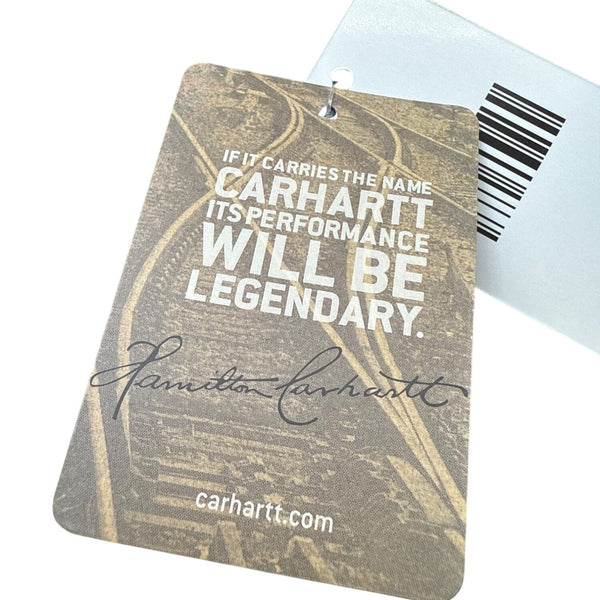 IF IT CARRIES THE NAME
CARHARTT
ITS PERFORMANCE
WILL BE
LEGENDARY.
Hamilton Carhartt
carhartt.com